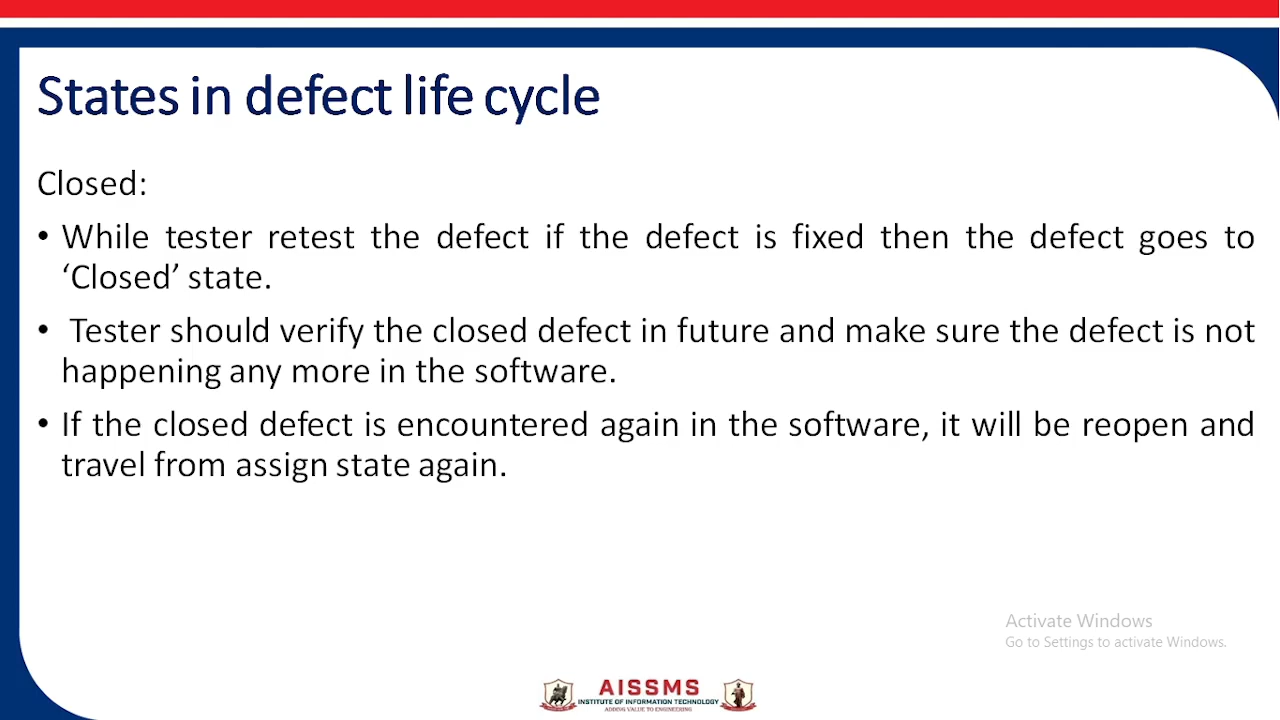 States in defect life cycle
Closed:
• While tester retest the defect if the defect is fixed then the defect goes to
‘Closed’ state.
• Tester should verify the closed defect in future and make sure the defect is not
happening any more in the software.
• If the closed defect is encountered again in the software, it will be reopen and
travel from assign state again.
Activate Windows
Go to Settings to activate Windows.
AISSMS
INSTITUTE OF INFORMATION TECHNOLOGY
ADDING VALUE TO ENGINEERING